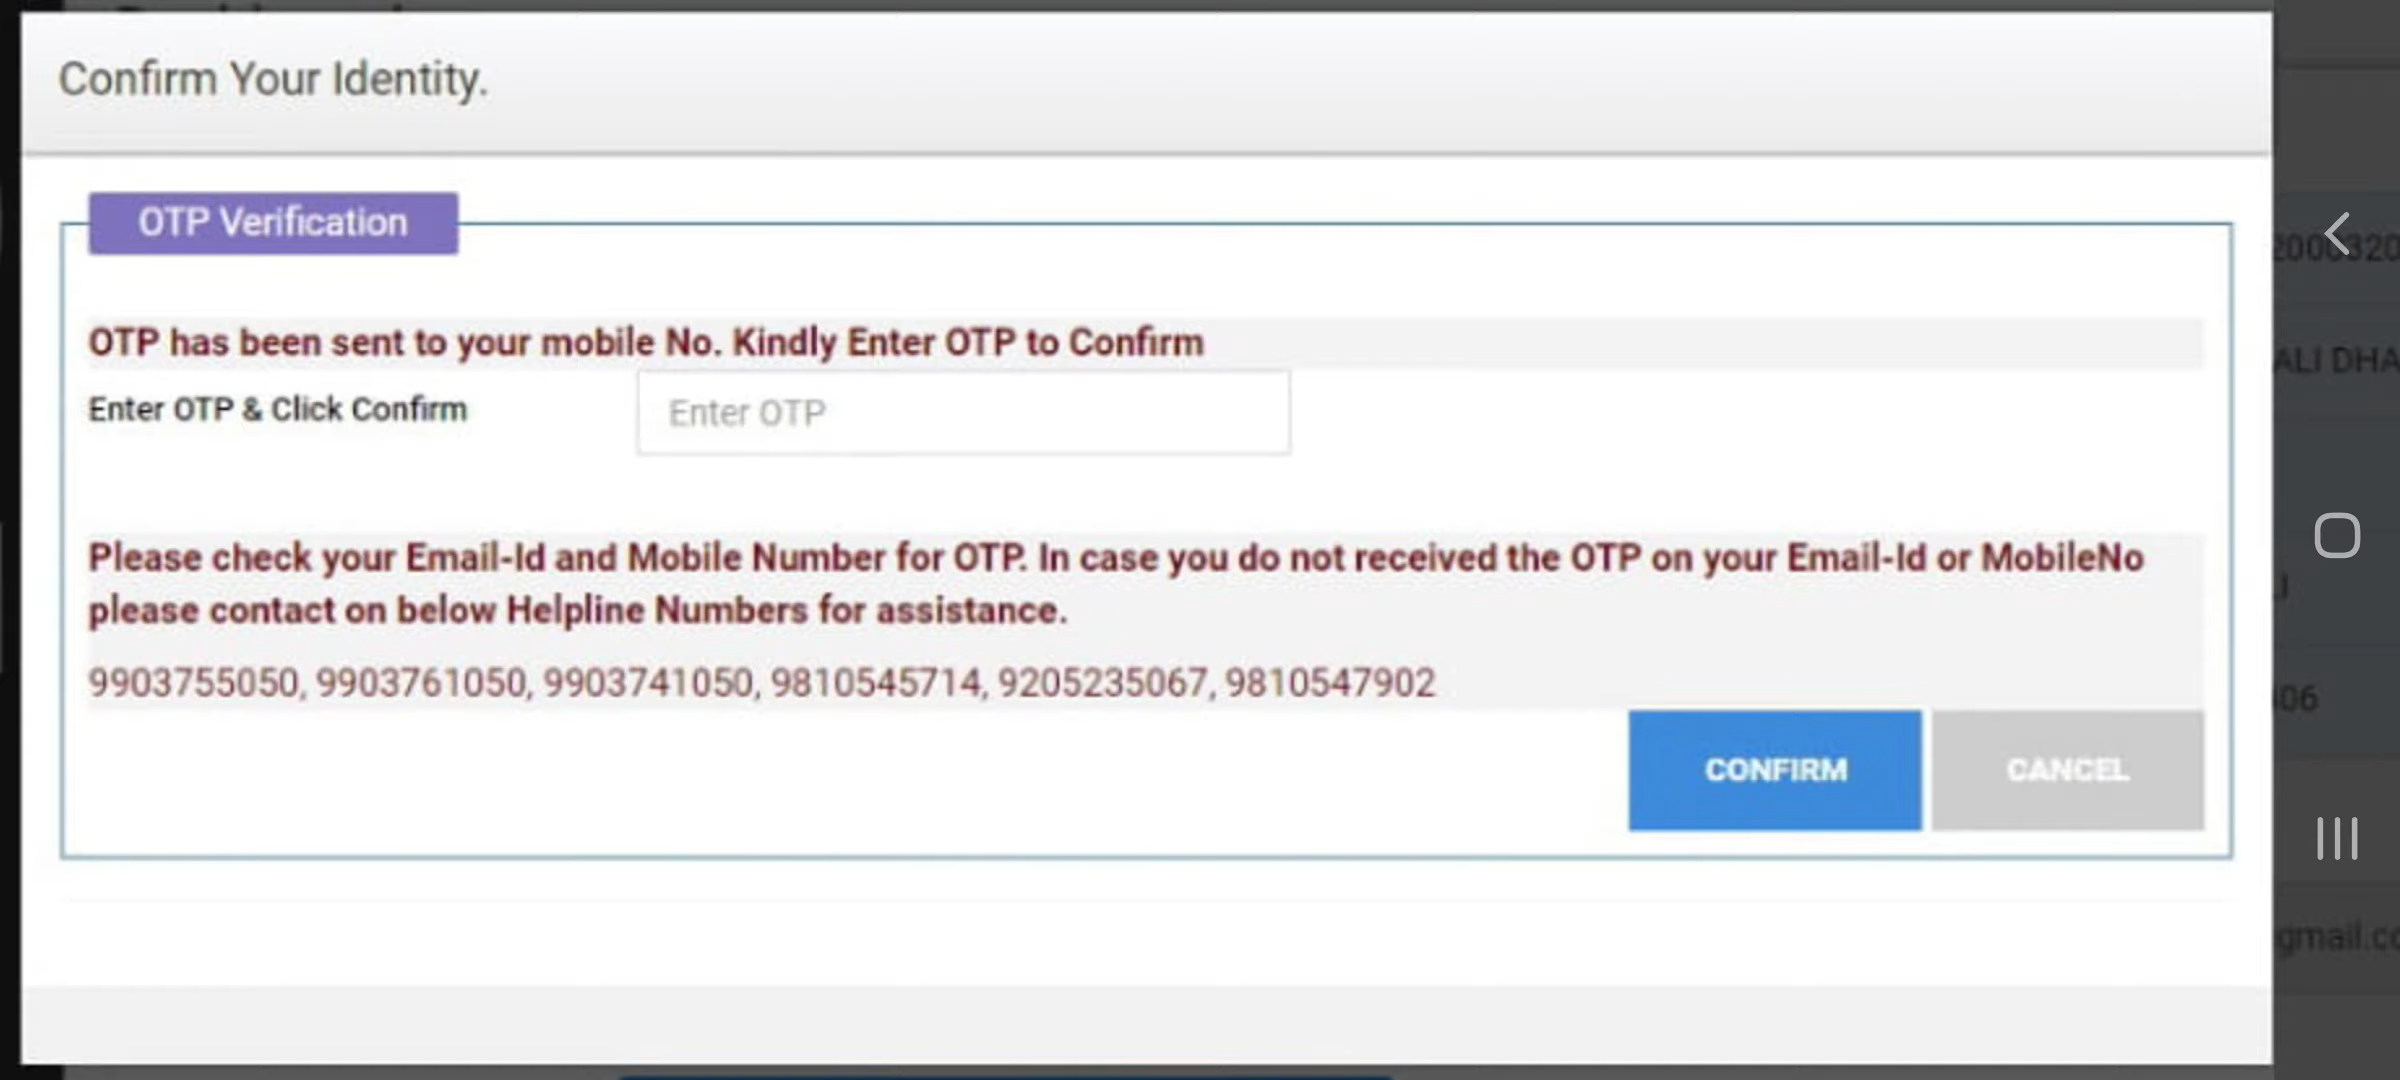 Confirm Your Identity.
OTP Verification
OTP has been sent to your mobile No. Kindly Enter OTP to Confirm
Enter OTP & Click Confirm
Enter OTP
Please check your Email-Id and Mobile Number for OTP. In case you do not received the OTP on your Email-Id or MobileNo
please contact on below Helpline Numbers for assistance.
9903755050, 9903761050, 9903741050, 9810545714, 9205235067, 9810547902
CONFIRM
CANCEL
ALI DHA